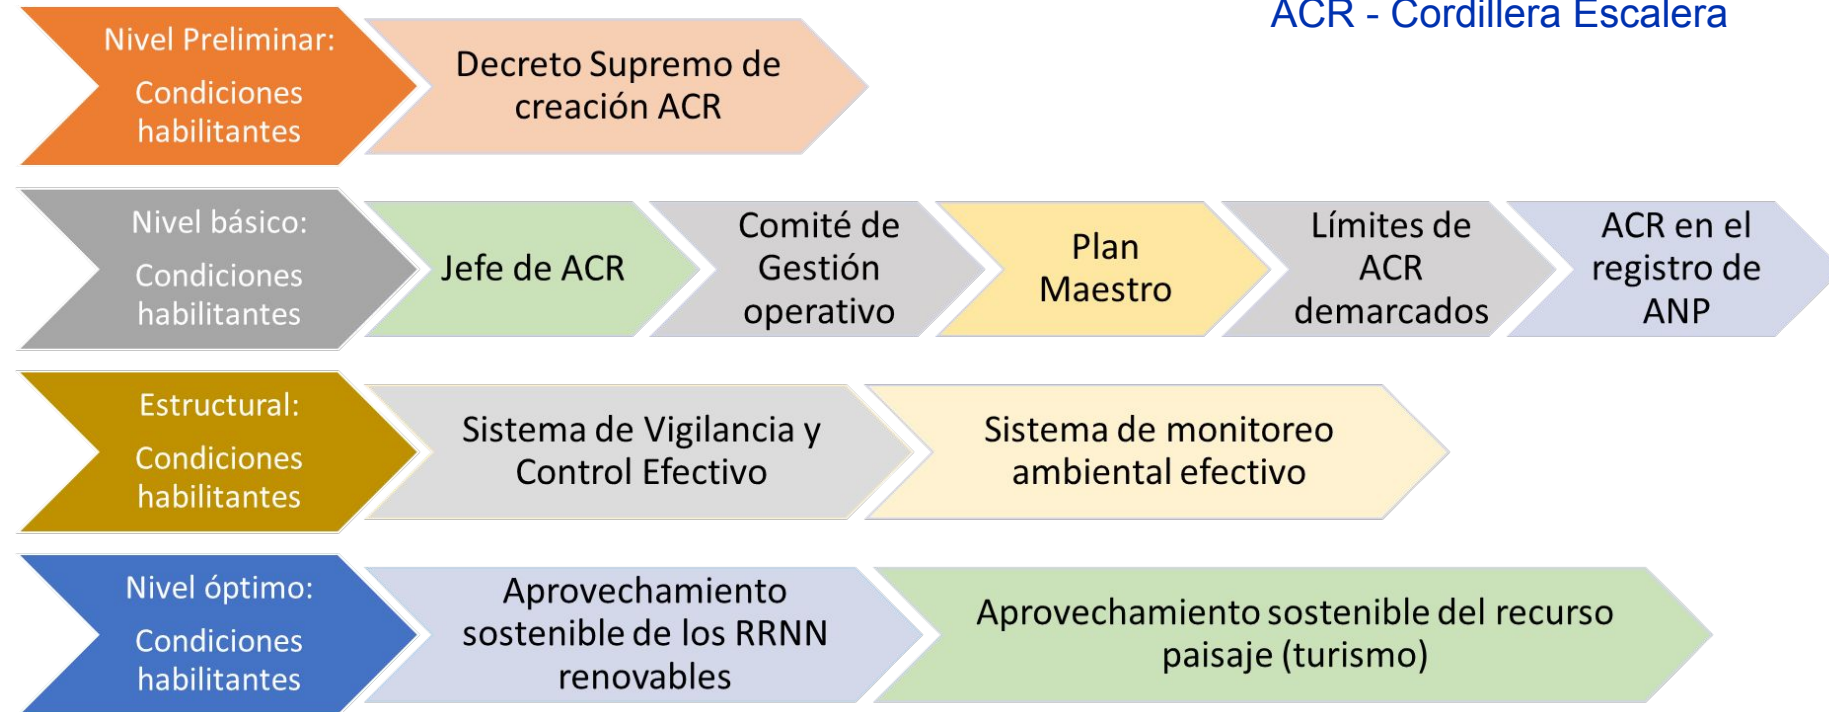 ACR - Cordillera Escalera
Nivel Preliminar:
Condiciones
habilitantes
Decreto Supremo de
creación ACR
Nivel básico:
Condiciones
habilitantes
Jefe de ACR
Comité de
Gestión
operativo
Plan
Maestro
Límites de
ACR
demarcados
ACR en el
registro de
ANP
Estructural:
Condiciones
habilitantes
Sistema de Vigilancia y
Control Efectivo
Sistema de monitoreo
ambiental efectivo
Nivel óptimo:
Condiciones
habilitantes
Aprovechamiento
sostenible de los RRNN
renovables
Aprovechamiento sostenible del recurso
paisaje (turismo)